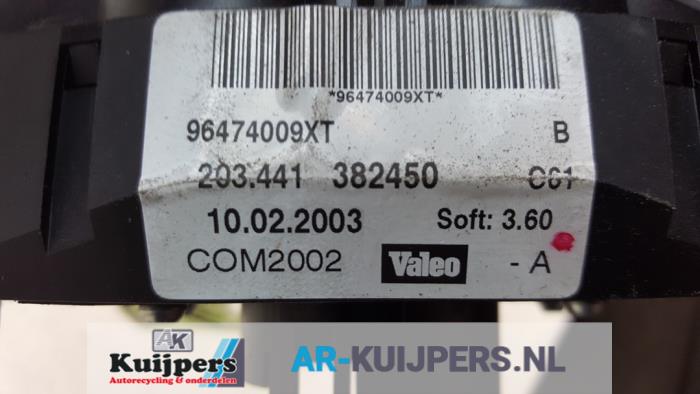 *96474009XT*
96474009XT B
203.441 382450 C61
10.02.2003 Soft: 3.60
COM2002 Valeo - A
AK
Kuijpers
Autorecycling & onderdelen
AR-KUIJPERS.NL